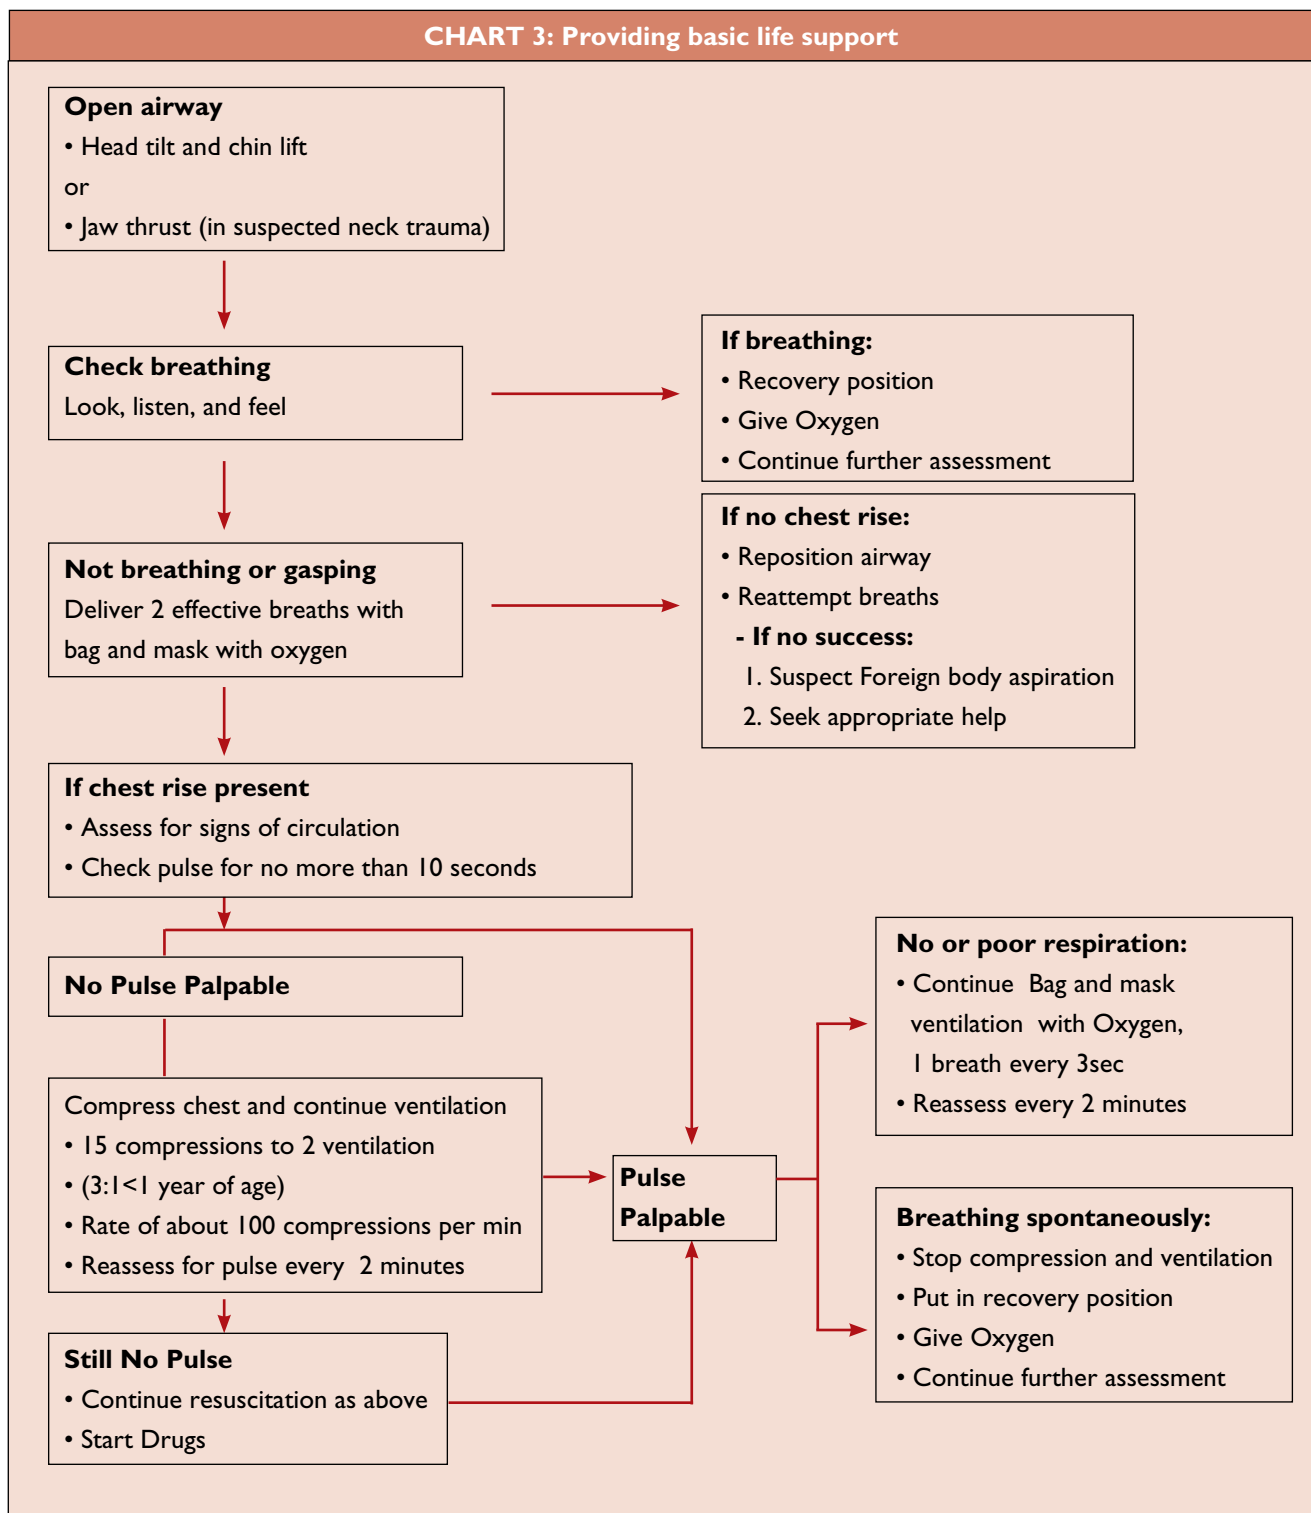 CHART 3: Providing basic life support
Open airway
• Head tilt and chin lift
or
• Jaw thrust (in suspected neck trauma)
Check breathing
Look, listen, and feel
If breathing:
• Recovery position
• Give Oxygen
• Continue further assessment
Not breathing or gasping
Deliver 2 effective breaths with
bag and mask with oxygen
If no chest rise:
• Reposition airway
• Reattempt breaths
- If no success:
1. Suspect Foreign body aspiration
2. Seek appropriate help
If chest rise present
• Assess for signs of circulation
• Check pulse for no more than 10 seconds
No Pulse Palpable
Compress chest and continue ventilation
• 15 compressions to 2 ventilation
• (3:1<1 year of age)
• Rate of about 100 compressions per min
• Reassess for pulse every 2 minutes
Still No Pulse
• Continue resuscitation as above
• Start Drugs
Pulse
Palpable
No or poor respiration:
• Continue Bag and mask
ventilation with Oxygen,
1 breath every 3sec
• Reassess every 2 minutes
Breathing spontaneously:
• Stop compression and ventilation
• Put in recovery position
• Give Oxygen
• Continue further assessment